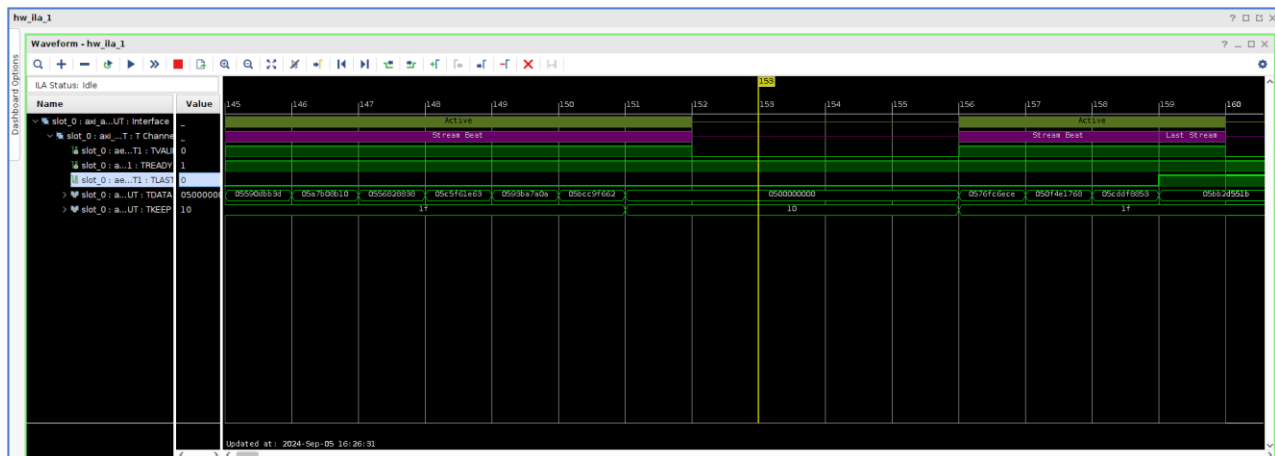 hw_ila_1
Dashboard Options
Waveform - hw_ila_1
ILA Status: Idle
153
Name Value 145 146 147 148 149 150 151 152 153 154 155 156 157 158 159 160
slot_0 : axi_a...UT : Interface _ Active Active
slot_0 : axi_...T : T Channe _ Stream Beat Stream Beat Last Stream
slot_0 : ae...T1 : TVALI 0
slot_0 : a...1 : TREADY 1
slot_0 : ae...T1 : TLAST 0
slot_0 : a...UT : TDATA 05000000 05590dbb3d 05a7b08b10 0556828838 05c5f61e63 0593ba7a0a 05bcc9f662 0500000000 0576fc6ece 050f4e1768 05cddf8853 05bb2d551b
slot_0 : a...UT : TKEEP 10 1f 10 1f
Updated at: 2024-Sep-05 16:26:31